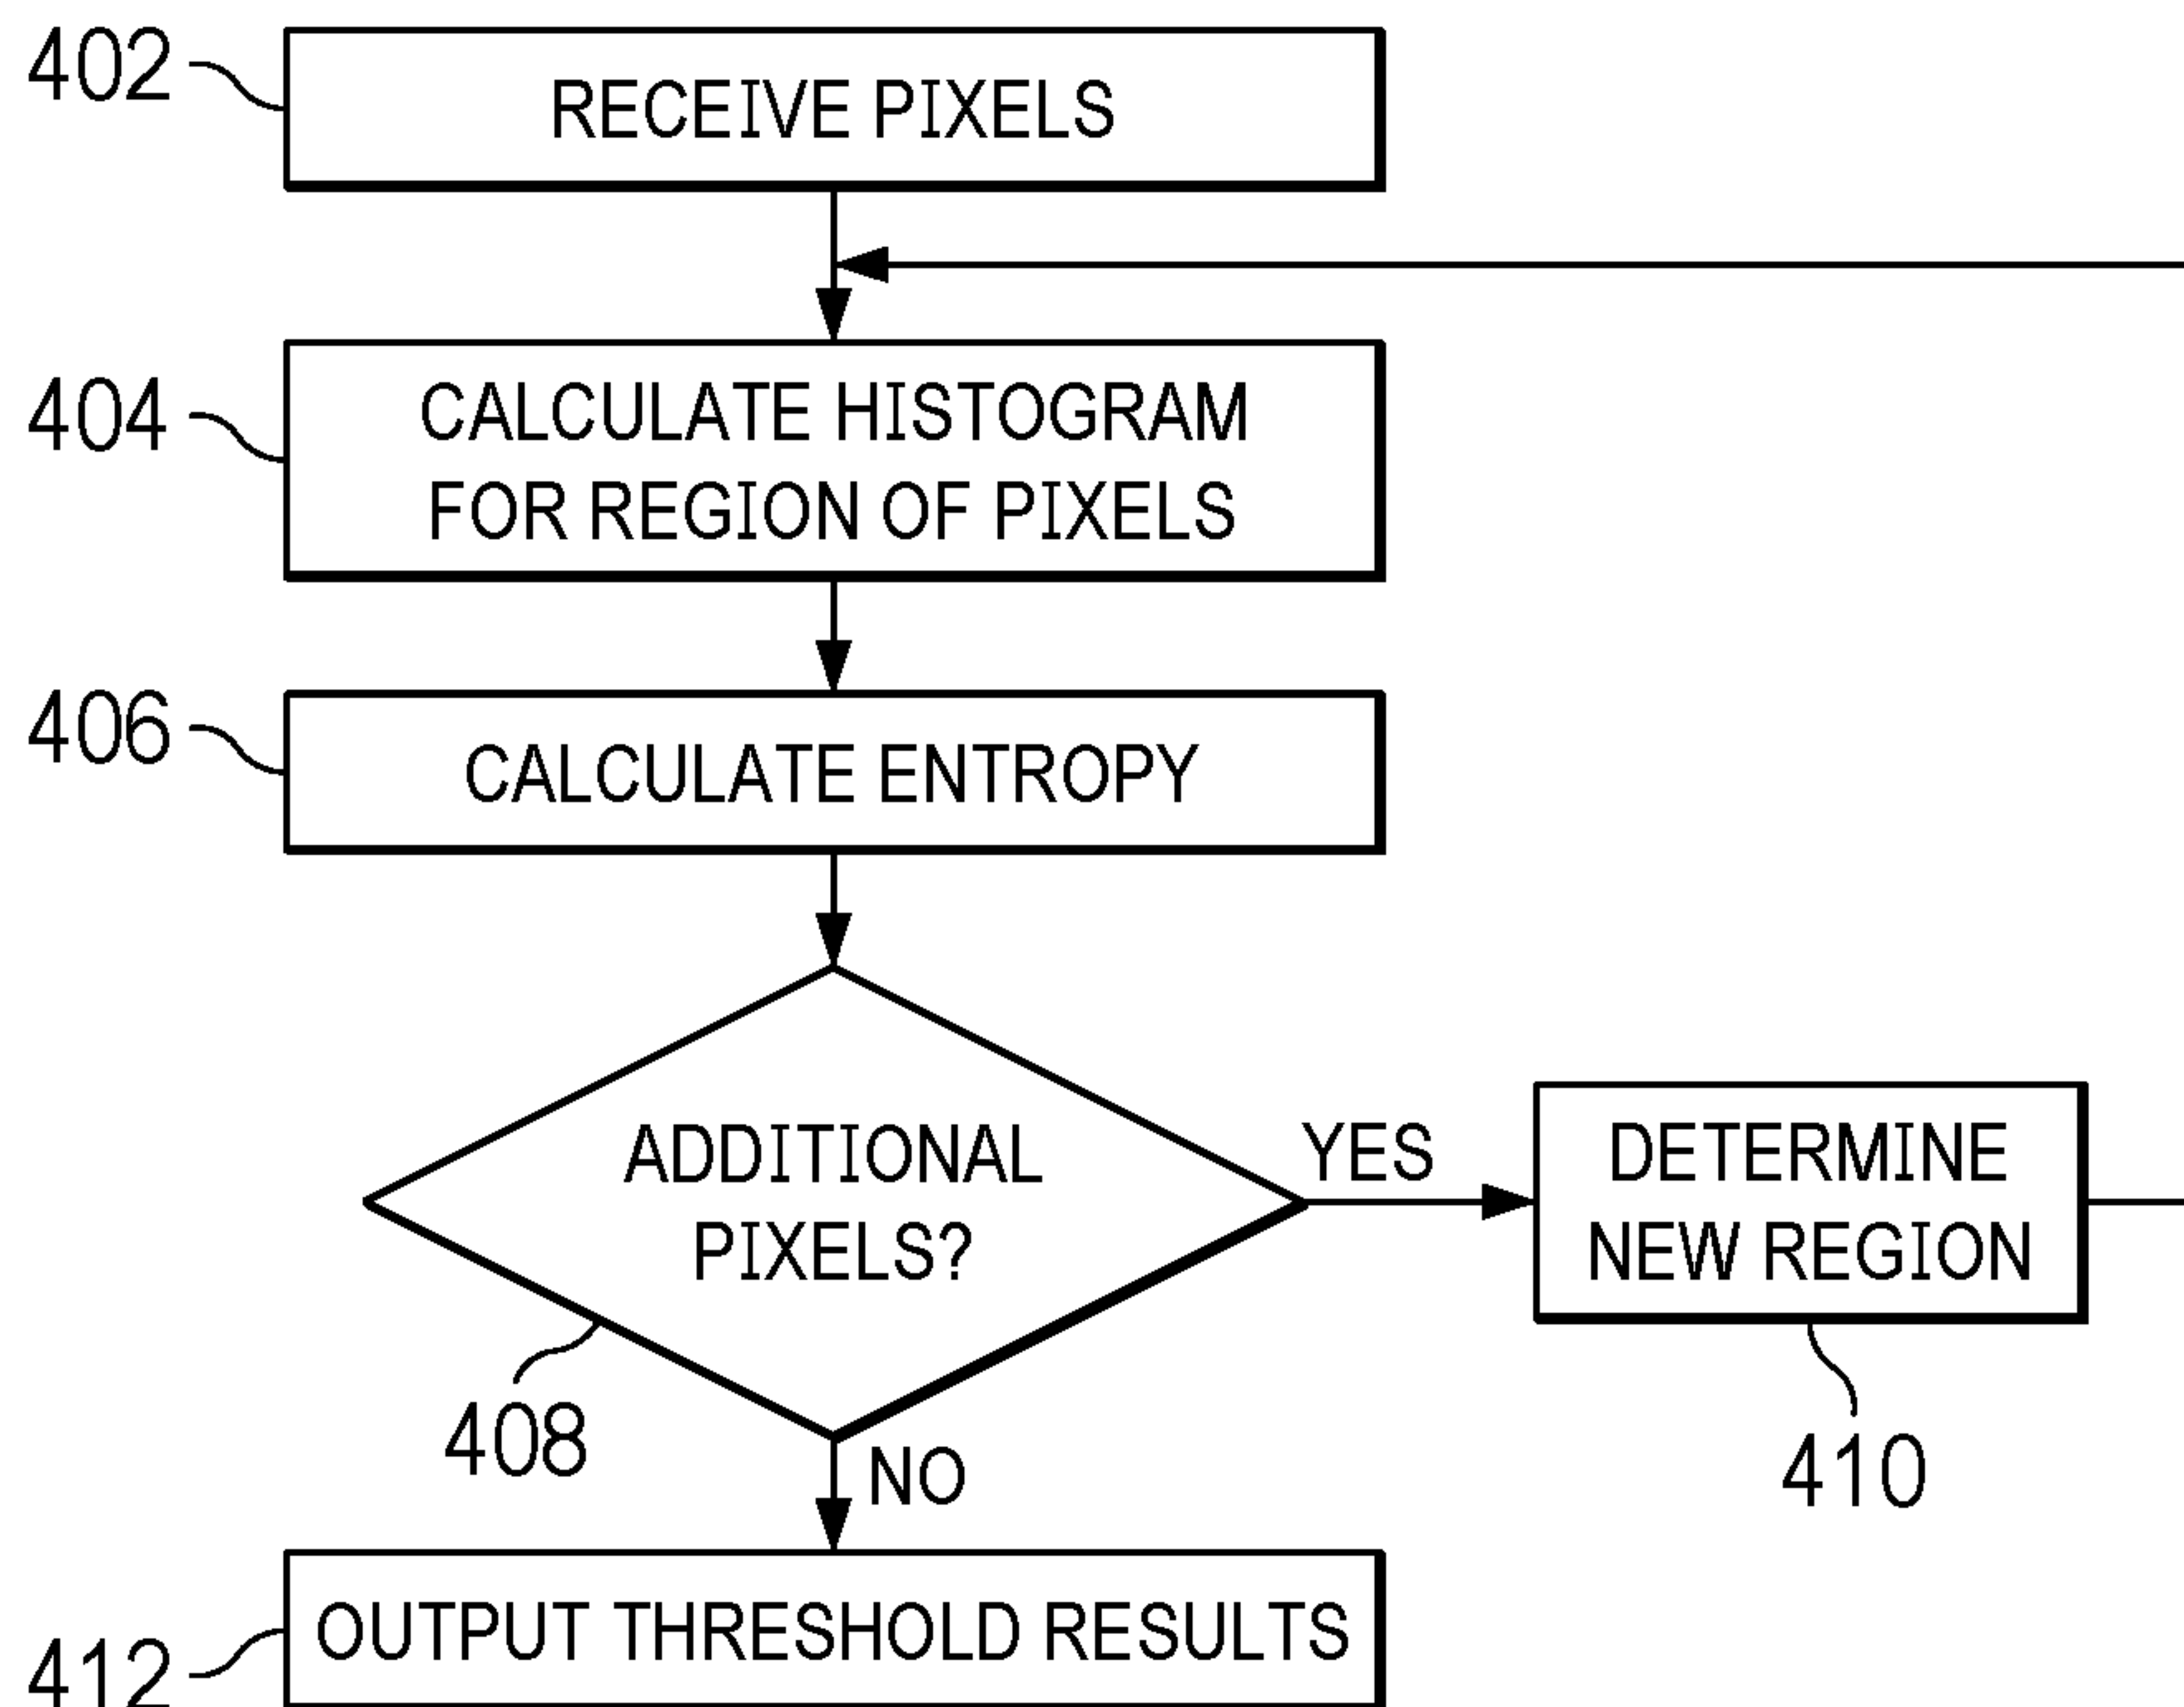 402
RECEIVE PIXELS
404
CALCULATE HISTOGRAM
FOR REGION OF PIXELS
406
CALCULATE ENTROPY
ADDITIONAL
PIXELS?
YES
DETERMINE
NEW REGION
408
NO
410
OUTPUT THRESHOLD RESULTS
412